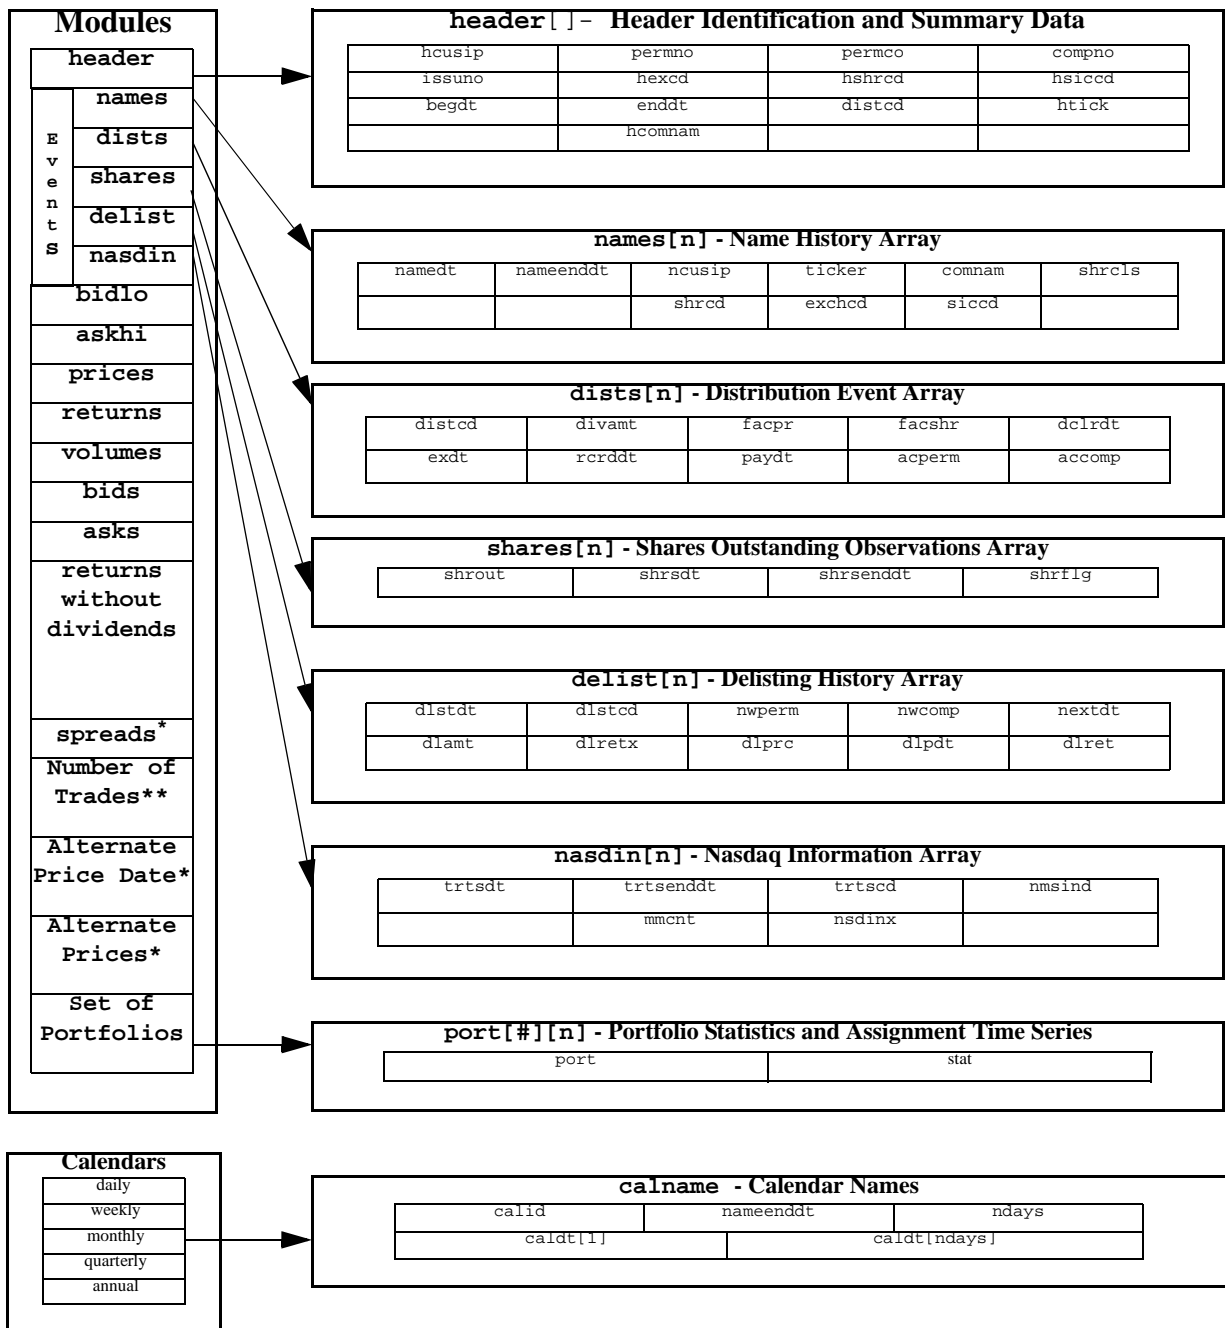 Modules
header
Events
names
dists
shares
delist
nasdin
bidlo
askhi
prices
returns
volumes
bids
asks
returns
without
dividends
spreads*
Number of
Trades**
Alternate
Price Date*
Alternate
Prices*
Set of
Portfolios
header[]- Header Identification and Summary Data
hcusip permno permco compno
issuno hexcd hshrcd hsiccd
begdt enddt distcd htick
hcomnam
names[n] - Name History Array
namedt nameenddt ncusip ticker comnam shrcls
shrcd exchcd siccd
dists[n] - Distribution Event Array
distcd divamt facpr facshr dclrdt
exdt rcrddt paydt acperm accomp
shares[n] - Shares Outstanding Observations Array
shrout shrsdt shrsenddt shrflg
delist[n] - Delisting History Array
dlstdt dlstcd nwperm nwcomp nextdt
dlamt dlretx dlprc dlpdt dlret
nasdin[n] - Nasdaq Information Array
trtsdt trtsenddt trtscd nmsind
mmcnt nsdinx
port[#][n] - Portfolio Statistics and Assignment Time Series
port stat
Calendars
daily
weekly
monthly
quarterly
annual
calname - Calendar Names
calid nameenddt ndays
caldt[1] caldt[ndays]